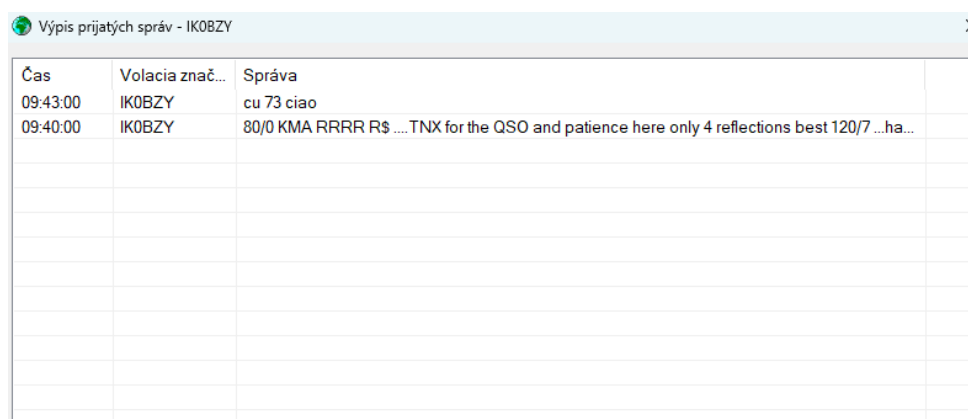 Výpis prijatých správ - IK0BZY
Čas Volacia znač... Správa
09:43:00 IK0BZY cu 73 ciao
09:40:00 IK0BZY 80/0 KMA RRRR R$ ....TNX for the QSO and patience here only 4 reflections best 120/7 ...ha...